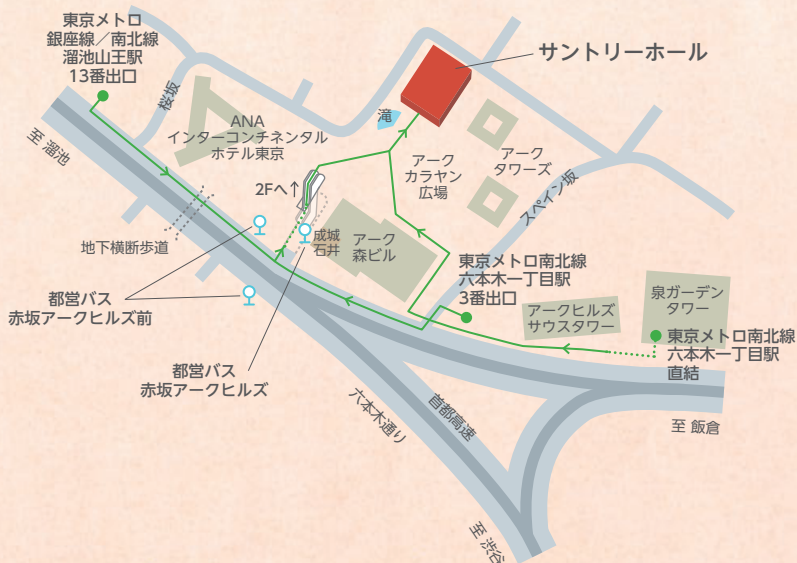 東京メトロ
銀座線／南北線
溜池山王駅
13番出口
サントリーホール
桜坂
滝
ANA
インターコンチネンタル
ホテル東京
至 溜池
アーク
カラヤン
広場
アーク
タワーズ
2Fへ↑
スペイン坂
成城
石井
アーク
森ビル
地下横断歩道
東京メトロ南北線
六本木一丁目駅
3番出口
泉ガーデン
タワー
都営バス
赤坂アークヒルズ前
アークヒルズ
サウスタワー
東京メトロ南北線
六本木一丁目駅
直結
都営バス
赤坂アークヒルズ
六本木通り
首都高速
至 飯倉
至 渋谷